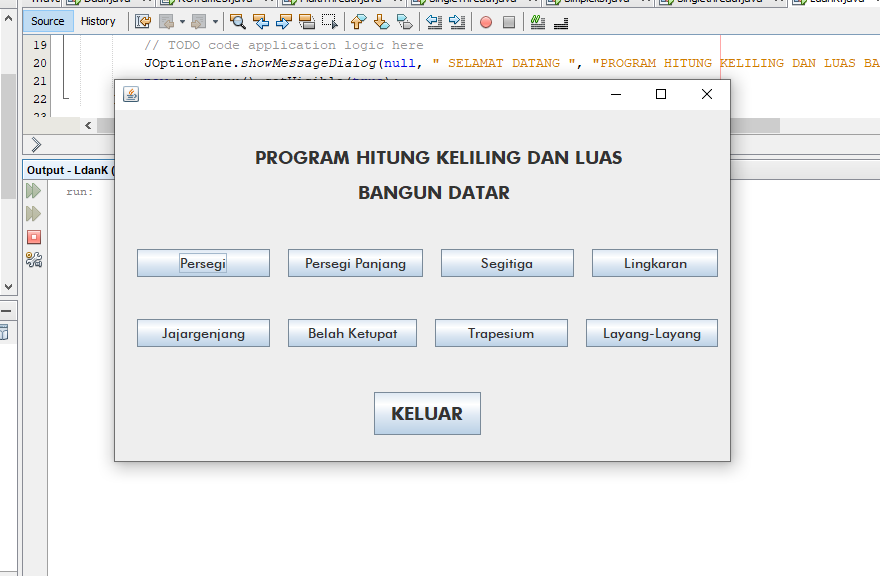 Source History
19 // TODO code application logic here
20 JOptionPane.showMessageDialog(null, " SELAMAT DATANG ", "PROGRAM HITUNG KELILING DAN LUAS BA
21
22
PROGRAM HITUNG KELILING DAN LUAS
BANGUN DATAR
Output - LdanK (
run:
Persegi Persegi Panjang Segitiga Lingkaran
Jajargenjang Belah Ketupat Trapesium Layang-Layang
KELUAR